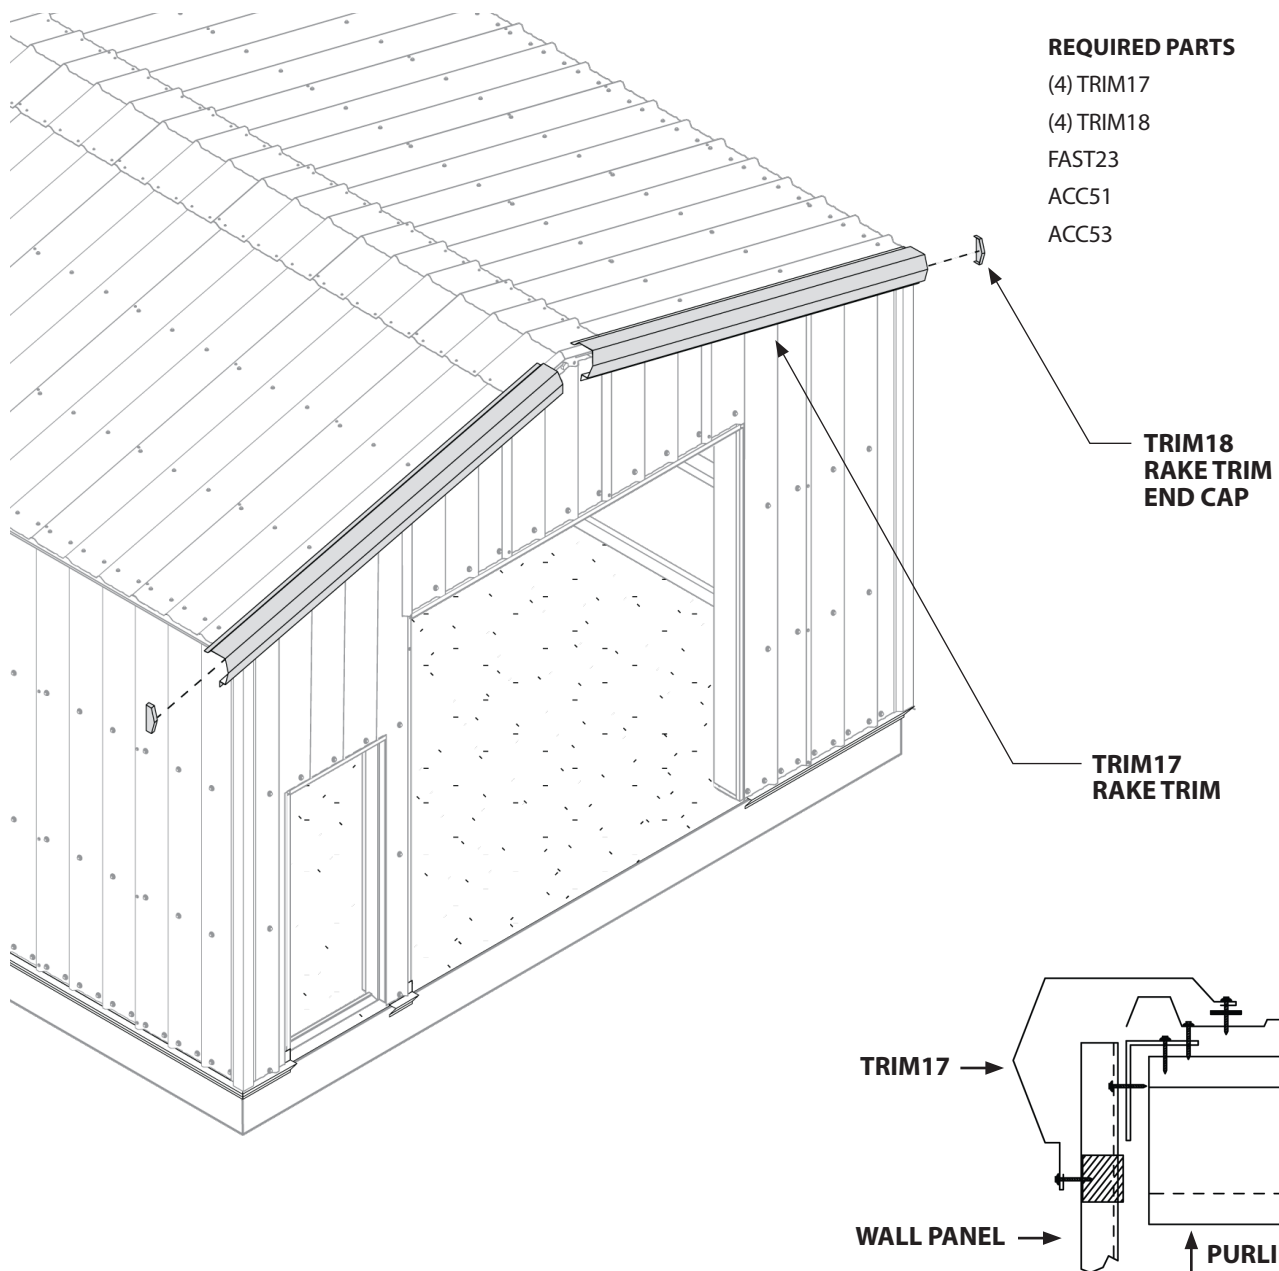 REQUIRED PARTS
(4) TRIM17
(4) TRIM18
FAST23
ACC51
ACC53
TRIM18
RAKE TRIM
END CAP
TRIM17
RAKE TRIM
TRIM17
WALL PANEL
PURLI